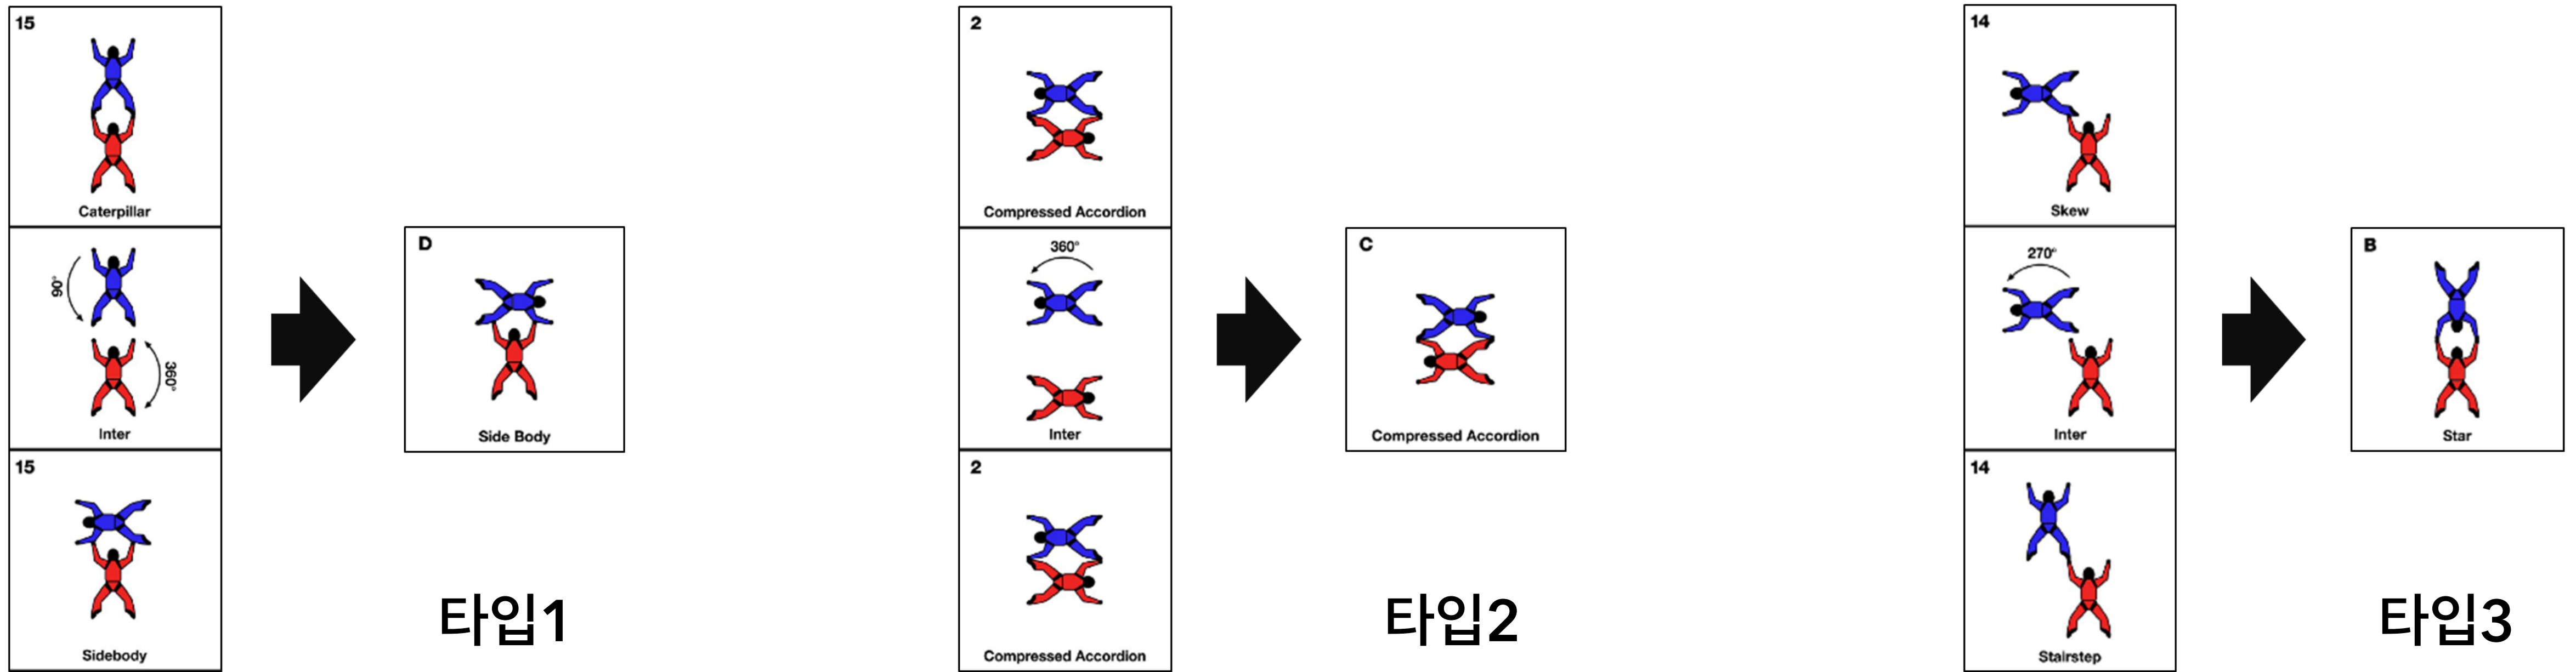 15
Caterpillar
90°
360°
Inter
15
Sidebody
D
Side Body
타입1
2
Compressed Accordion
360°
Inter
2
Compressed Accordion
C
Compressed Accordion
타입2
14
Skew
270°
Inter
14
Stairstep
B
Star
타입3